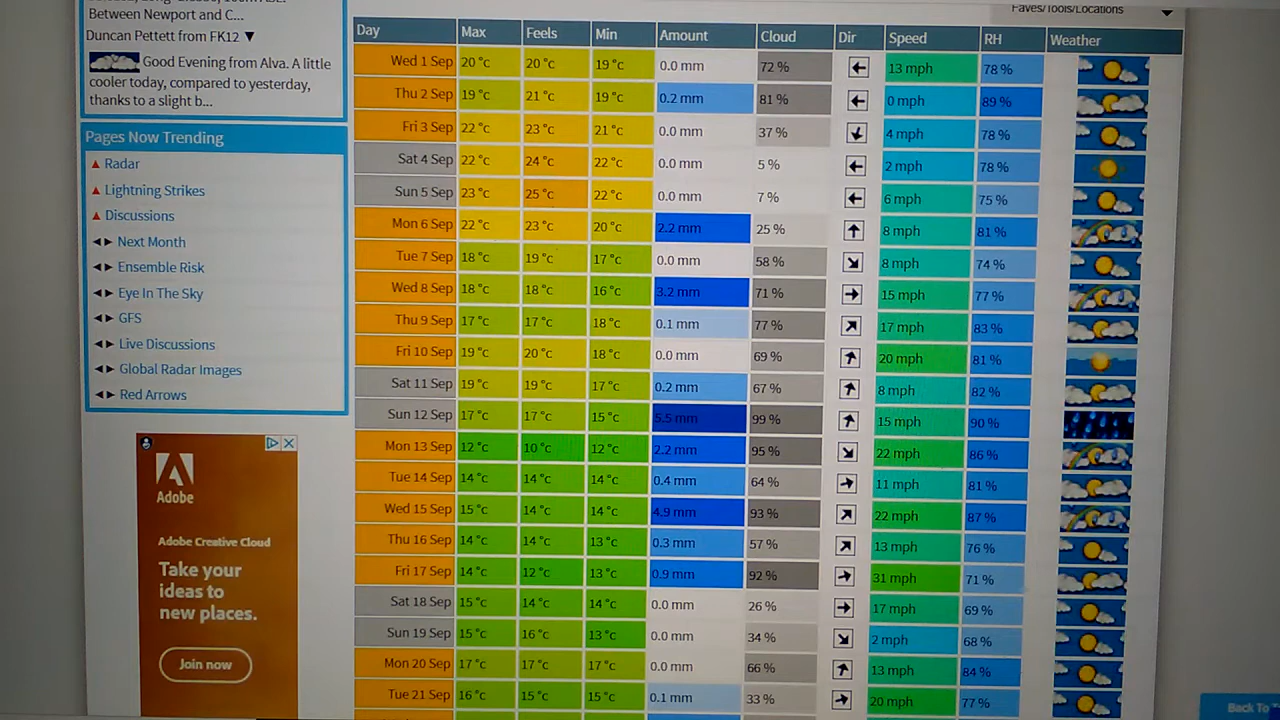 Between Newport and C...
Duncan Pettett from FK12 ▼
Good Evening from Alva. A little
cooler today, compared to yesterday,
thanks to a slight b...
Pages Now Trending
Radar
Lightning Strikes
Discussions
Next Month
Ensemble Risk
Eye In The Sky
GFS
Live Discussions
Global Radar Images
Red Arrows
Adobe
Adobe Creative Cloud
Take your
ideas to
new places.
Join now
Faves/Tools/Locations
Day Max Feels Min Amount Cloud Dir Speed RH Weather
Wed 1 Sep 20 °c 20 °c 19 °c 0.0 mm 72 % 13 mph 78 %
Thu 2 Sep 19 °c 21 °c 19 °c 0.2 mm 81 % 0 mph 89 %
Fri 3 Sep 22 °c 23 °c 21 °c 0.0 mm 37 % 4 mph 78 %
Sat 4 Sep 22 °c 24 °c 22 °c 0.0 mm 5 % 2 mph 78 %
Sun 5 Sep 23 °c 25 °c 22 °c 0.0 mm 7 % 6 mph 75 %
Mon 6 Sep 22 °c 23 °c 20 °c 2.2 mm 25 % 8 mph 81 %
Tue 7 Sep 18 °c 19 °c 17 °c 0.0 mm 58 % 8 mph 74 %
Wed 8 Sep 18 °c 18 °c 16 °c 3.2 mm 71 % 15 mph 77 %
Thu 9 Sep 17 °c 17 °c 18 °c 0.1 mm 77 % 17 mph 83 %
Fri 10 Sep 19 °c 20 °c 18 °c 0.0 mm 69 % 20 mph 81 %
Sat 11 Sep 19 °c 19 °c 17 °c 0.2 mm 67 % 8 mph 82 %
Sun 12 Sep 17 °c 17 °c 15 °c 5.5 mm 99 % 15 mph 90 %
Mon 13 Sep 12 °c 10 °c 12 °c 2.2 mm 95 % 22 mph 86 %
Tue 14 Sep 14 °c 14 °c 14 °c 0.4 mm 64 % 11 mph 81 %
Wed 15 Sep 15 °c 14 °c 14 °c 4.9 mm 93 % 22 mph 87 %
Thu 16 Sep 14 °c 14 °c 13 °c 0.3 mm 57 % 13 mph 76 %
Fri 17 Sep 14 °c 12 °c 13 °c 0.9 mm 92 % 31 mph 71 %
Sat 18 Sep 15 °c 14 °c 14 °c 0.0 mm 26 % 17 mph 69 %
Sun 19 Sep 15 °c 16 °c 13 °c 0.0 mm 34 % 2 mph 68 %
Mon 20 Sep 17 °c 17 °c 17 °c 0.0 mm 66 % 13 mph 84 %
Tue 21 Sep 16 °c 15 °c 15 °c 0.1 mm 33 % 20 mph 77 %
Back To